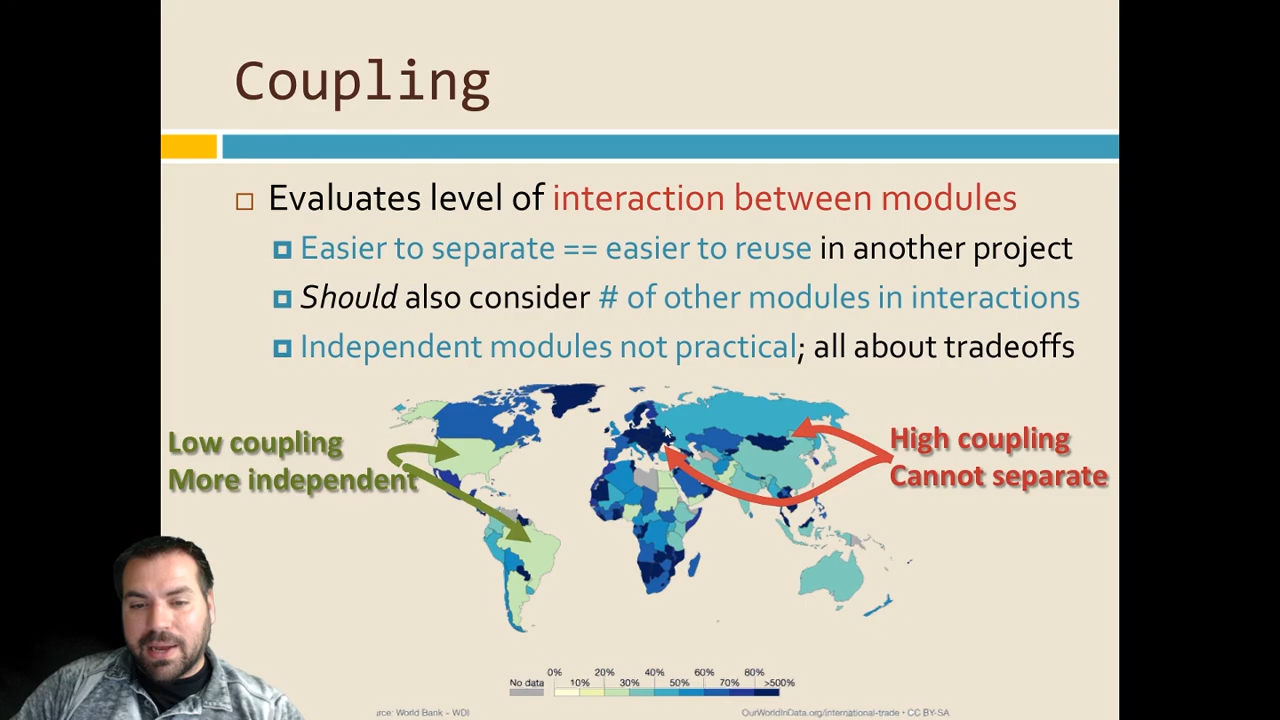 Coupling
Evaluates level of interaction between modules
Easier to separate == easier to reuse in another project
Should also consider # of other modules in interactions
Independent modules not practical; all about tradeoffs
Low coupling
More independent
High coupling
Cannot separate
No data
0% 20% 40% 60% 80%
10% 30% 50% 70% >500%
urce: World Bank – WDI
OurWorldInData.org/international-trade • CC BY-SA